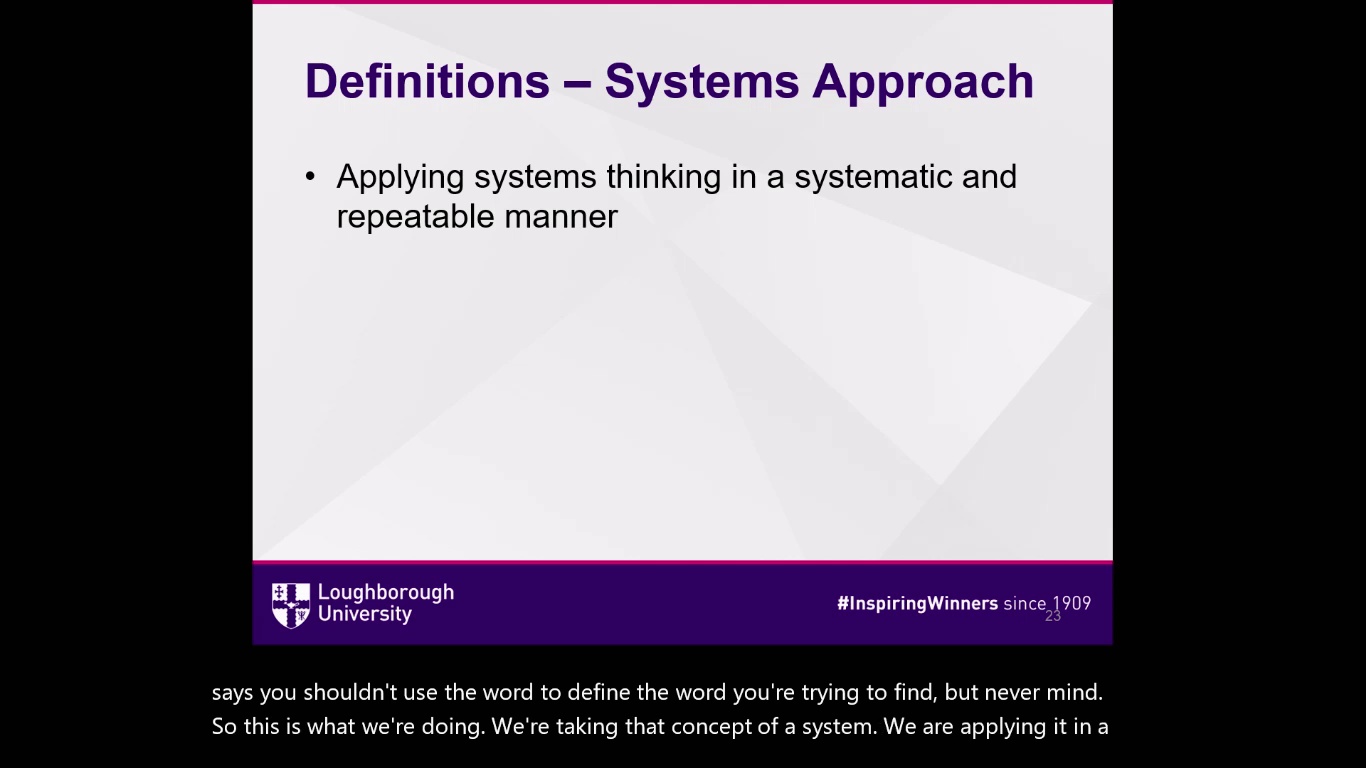 Definitions – Systems Approach
• Applying systems thinking in a systematic and
repeatable manner
Loughborough
University
#InspiringWinners since 1909
23
says you shouldn't use the word to define the word you're trying to find, but never mind.
So this is what we're doing. We're taking that concept of a system. We are applying it in a